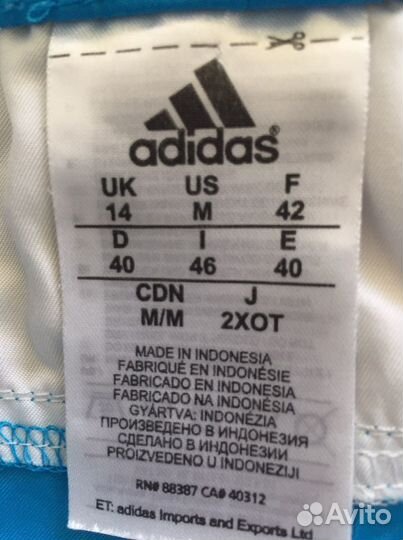 adidas®
UK US F
14 M 42
D I E
40 46 40
CDN J
M/M 2XOT
MADE IN INDONESIA
FABRIQUÉ EN INDONÉSIE
FABRICADO EN INDONESIA
FABRICADO NA INDONÉSIA
GYÁRTVA: INDONÉZIA
ПРОИЗВЕДЕНО В ИНДОНЕЗИЯ
СДЕЛАНО В ИНДОНЕЗИИ
PROIZVEDENO U INDONEZIJI
RN# 88387 CA# 40312
ET: adidas Imports and Exports Ltd
Avito